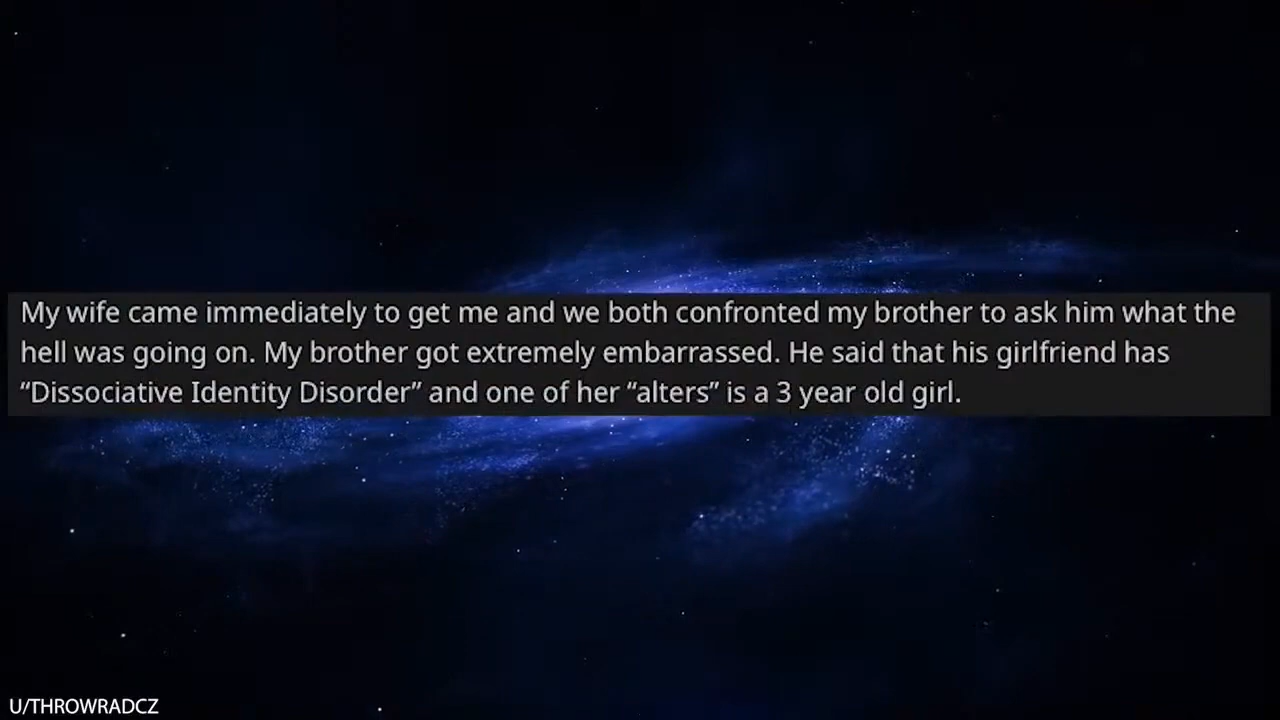 My wife came immediately to get me and we both confronted my brother to ask him what the
hell was going on. My brother got extremely embarrassed. He said that his girlfriend has
“Dissociative Identity Disorder” and one of her “alters” is a 3 year old girl.
U/THROWRADCZ